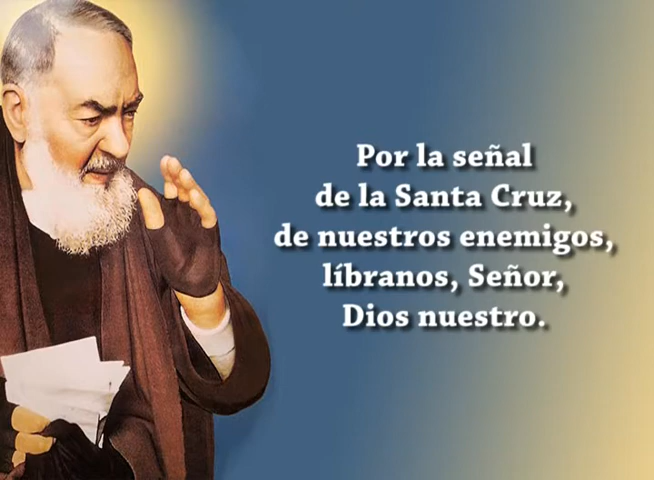 Por la señal
de la Santa Cruz,
de nuestros enemigos,
líbranos, Señor,
Dios nuestro.